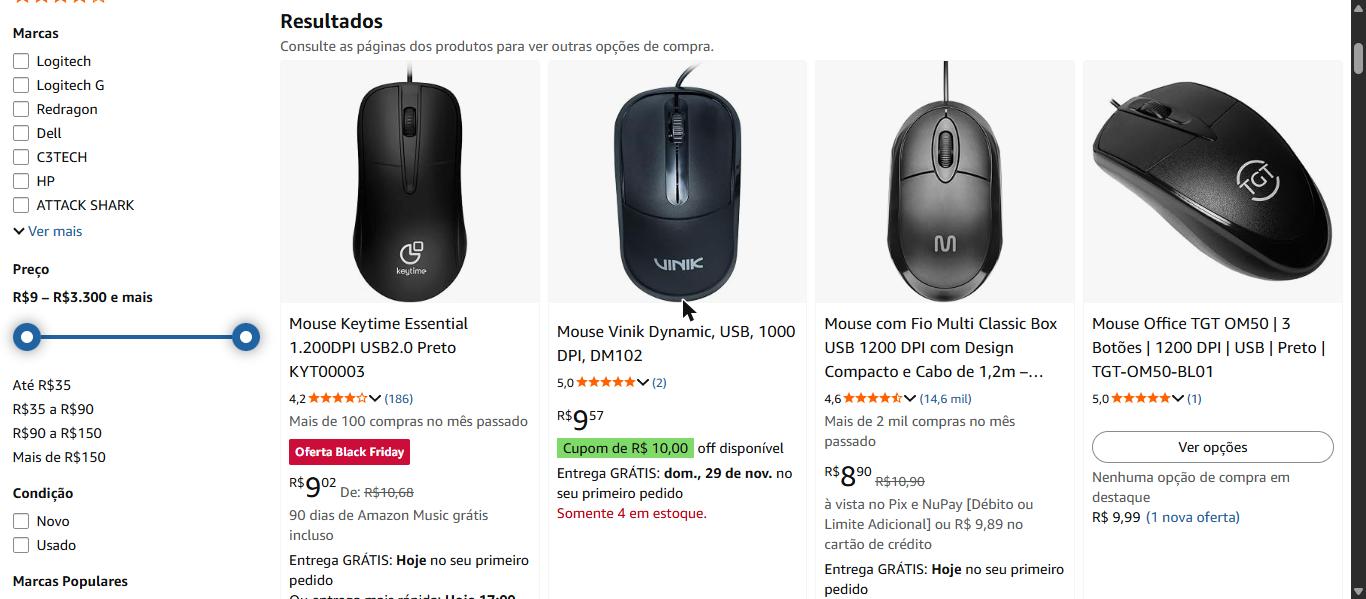 Marcas
Logitech
Logitech G
Redragon
Dell
C3TECH
HP
ATTACK SHARK
Ver mais
Preço
R$9 – R$3.300 e mais
Até R$35
R$35 a R$90
R$90 a R$150
Mais de R$150
Condição
Novo
Usado
Marcas Populares
Resultados
Consulte as páginas dos produtos para ver outras opções de compra.
keytime
Mouse Keytime Essential
1.200DPI USB2.0 Preto
KYT00003
4,2 (186)
Mais de 100 compras no mês passado
Oferta Black Friday
R$902 De: R$10,68
90 dias de Amazon Music grátis
incluso
Entrega GRÁTIS: Hoje no seu primeiro
pedido
Ou entrega mais rápida: Hoje 17:00
VINIK
Mouse Vinik Dynamic, USB, 1000
DPI, DM102
5,0 (2)
R$957
Cupom de R$ 10,00 off disponível
Entrega GRÁTIS: dom., 29 de nov. no
seu primeiro pedido
Somente 4 em estoque.
Mouse com Fio Multi Classic Box
USB 1200 DPI com Design
Compacto e Cabo de 1,2m –…
4,6 (14,6 mil)
Mais de 2 mil compras no mês
passado
R$890 R$10,90
à vista no Pix e NuPay [Débito ou
Limite Adicional] ou R$ 9,89 no
cartão de crédito
Entrega GRÁTIS: Hoje no seu primeiro
pedido
TGT
Mouse Office TGT OM50 | 3
Botões | 1200 DPI | USB | Preto |
TGT-OM50-BL01
5,0 (1)
Ver opções
Nenhuma opção de compra em
destaque
R$ 9,99 (1 nova oferta)